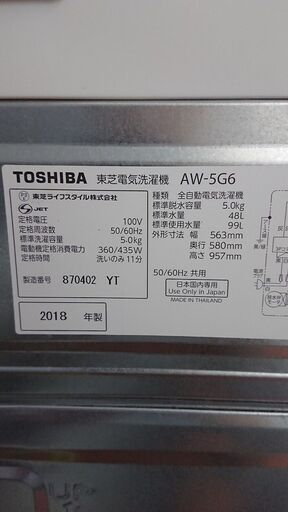 TOSHIBA 東芝電気洗濯機 AW-5G6
東芝ライフスタイル株式会社
JET
定格電圧 100V
定格周波数 50/60Hz
標準洗濯容量 5.0kg
電動機定格消費電力 360/435W
定格時間 洗いのみ 11分
製造番号 870402 YT
2018 年製
種類 全自動電気洗濯機
標準脱水容量 5.0kg
標準水量 48L
標準使用水量 99L
外形寸法 幅 563mm
奥行 580mm
高さ 957mm
50/60Hz 共用
日本国内専用
Use Only in Japan
MADE IN THAILAND